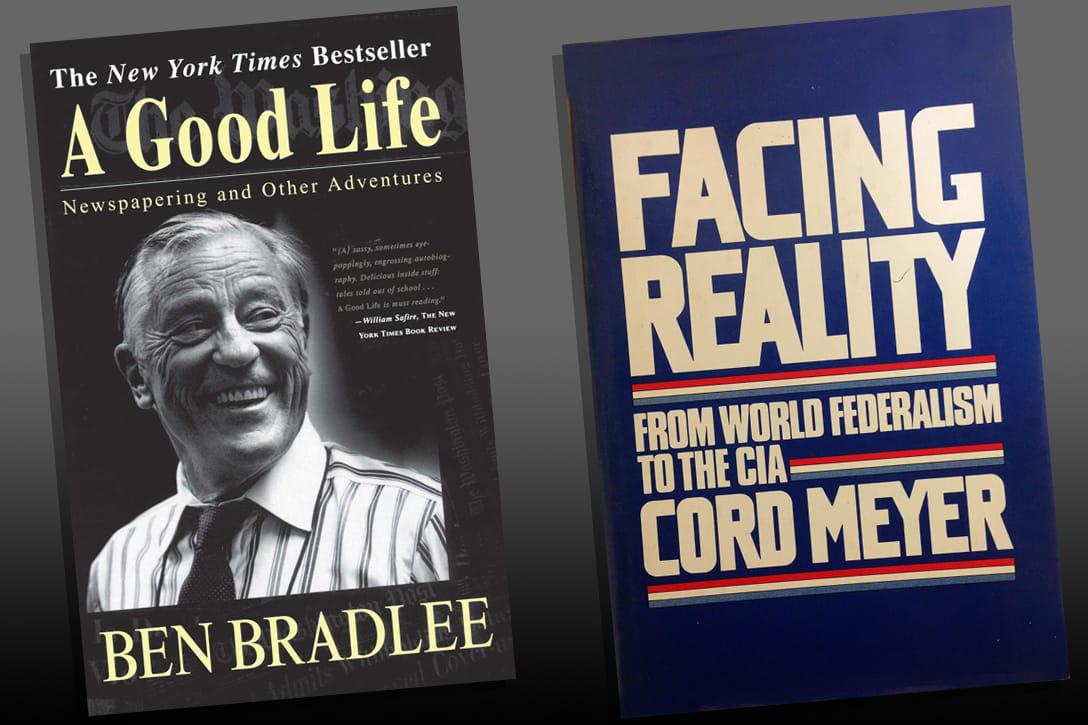 The New York Times Bestseller
A Good Life
Newspapering and Other Adventures
"[A] sassy, sometimes eye-
poppingly, engrossing autobiog-
raphy. Delicious inside stuff:
tales told out of school . . .
A Good Life is must reading."
—William Safire, THE NEW
YORK TIMES BOOK REVIEW
BEN BRADLEE
FACING
REALITY
FROM WORLD FEDERALISM
TO THE CIA
CORD MEYER